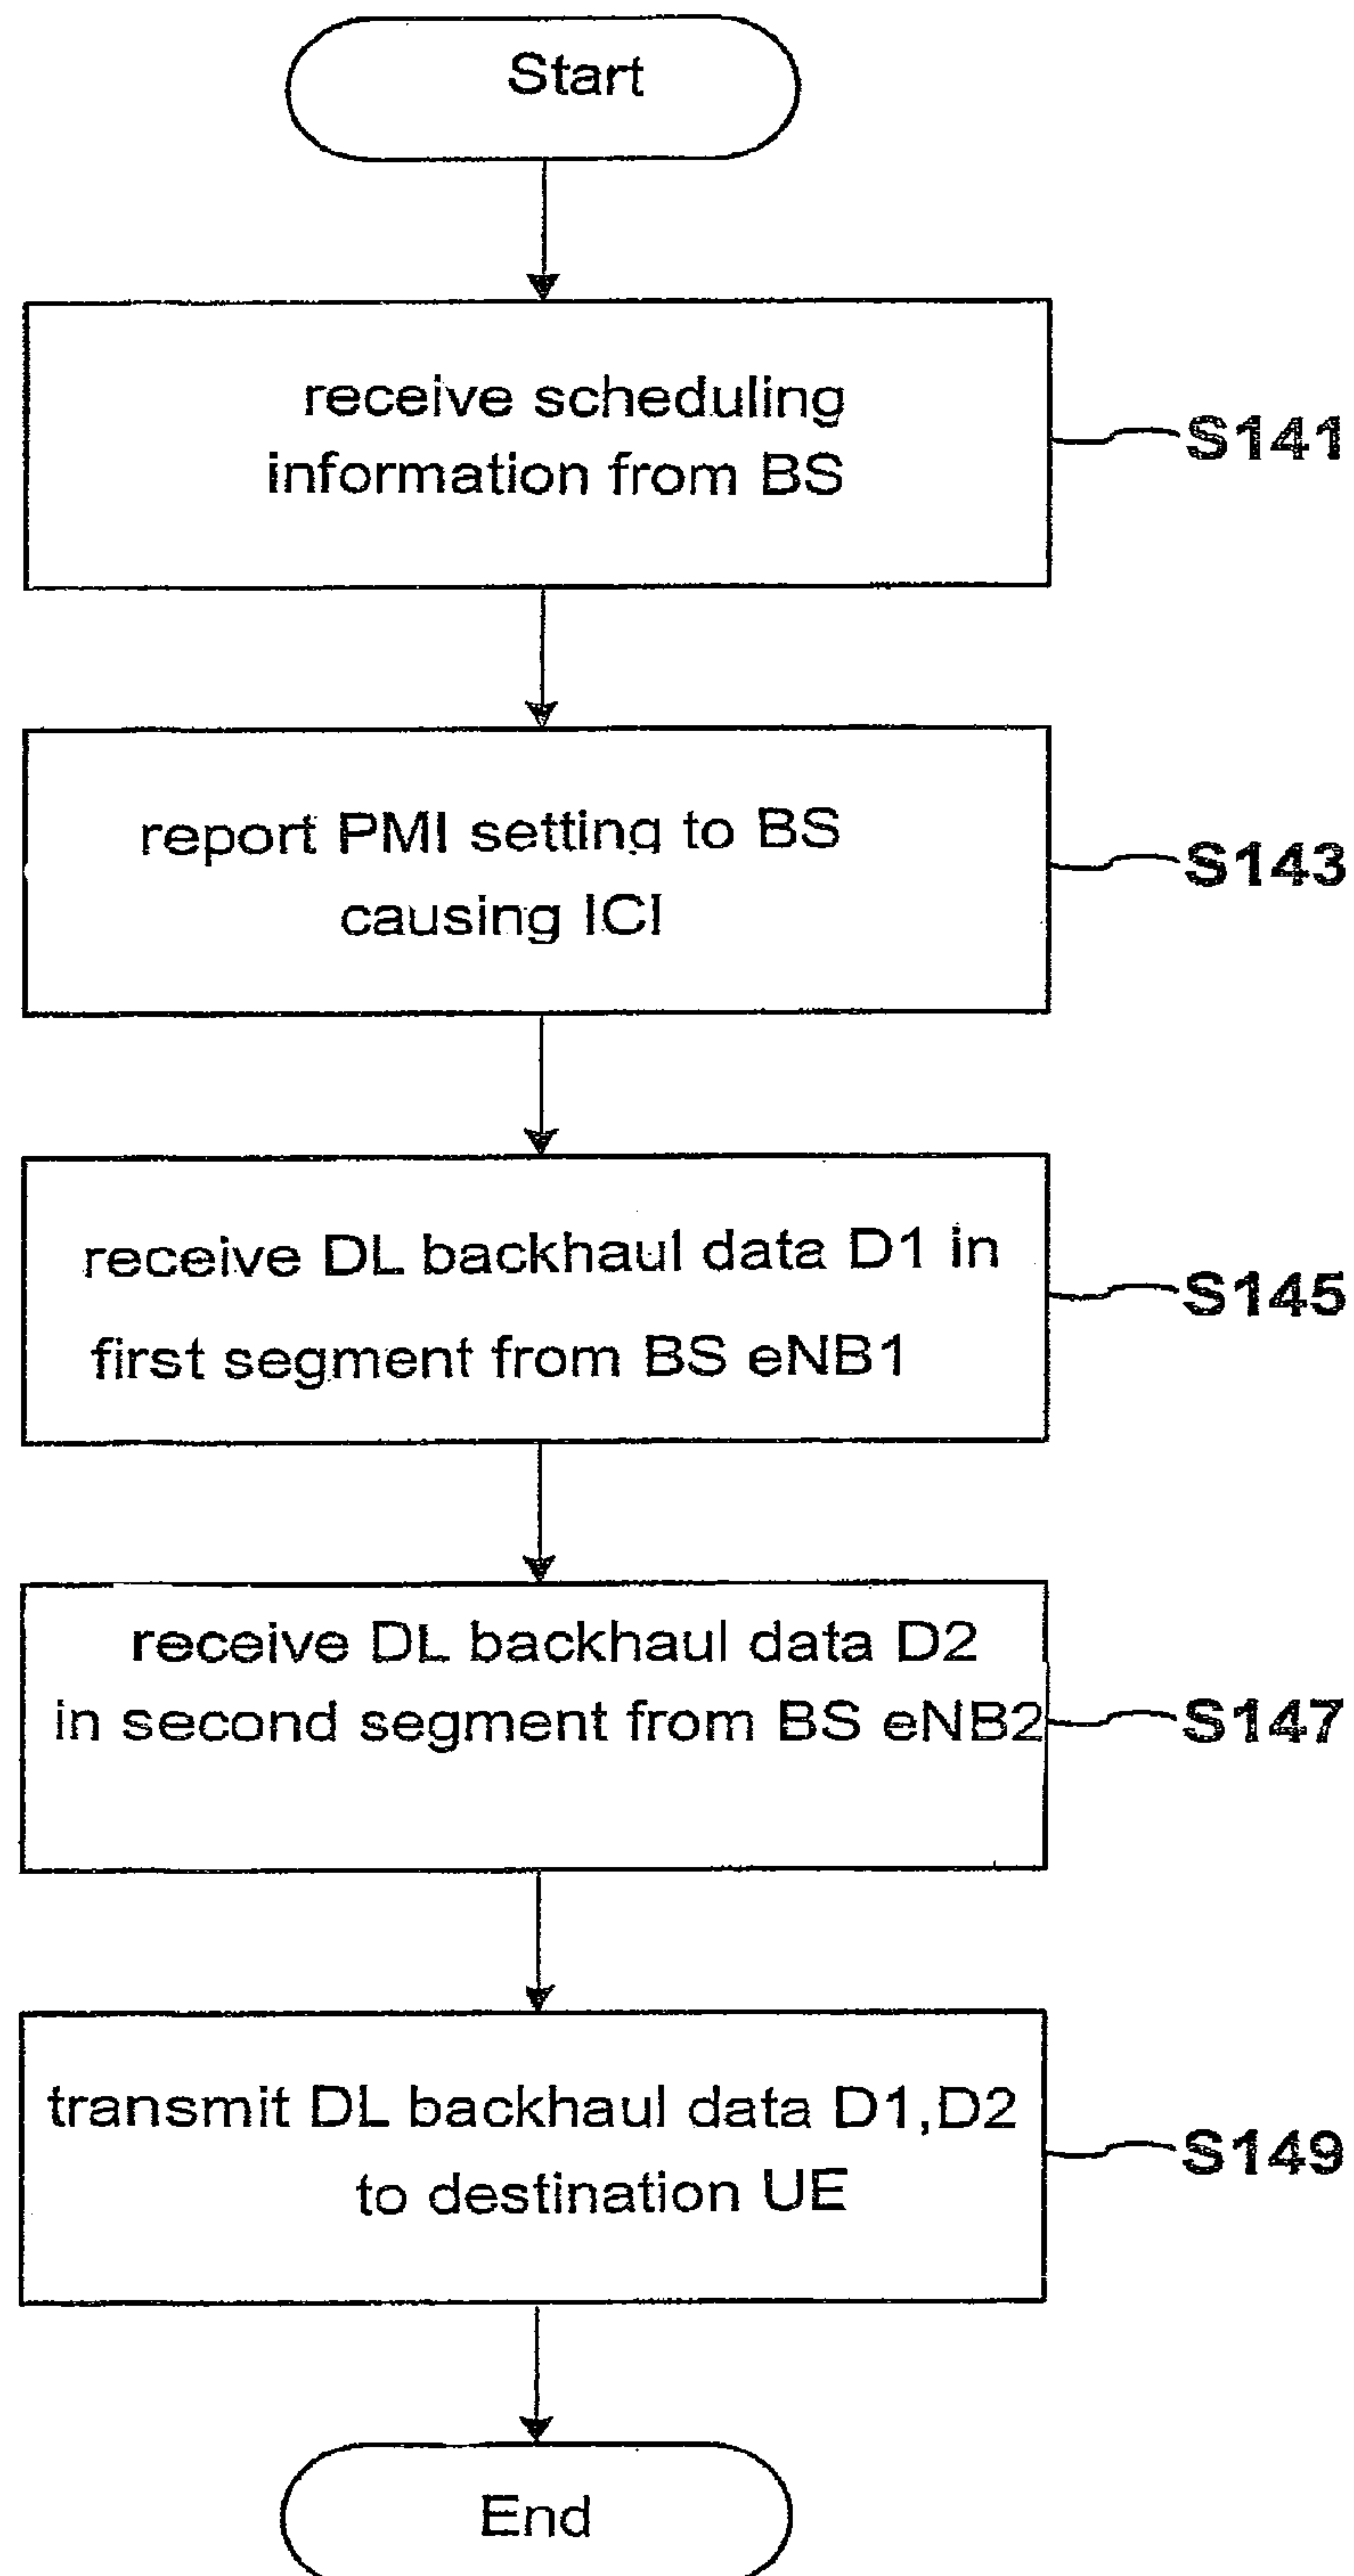 Start
receive scheduling
information from BS
S141
report PMI setting to BS
causing ICI
S143
receive DL backhaul data D1 in
first segment from BS eNB1
S145
receive DL backhaul data D2
in second segment from BS eNB2
S147
transmit DL backhaul data D1,D2
to destination UE
S149
End